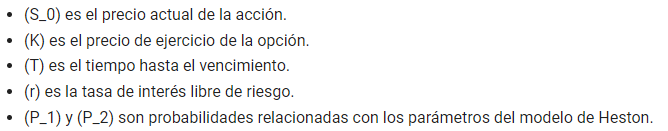 • (S_0) es el precio actual de la acción.
• (K) es el precio de ejercicio de la opción.
• (T) es el tiempo hasta el vencimiento.
• (r) es la tasa de interés libre de riesgo.
• (P_1) y (P_2) son probabilidades relacionadas con los parámetros del modelo de Heston.